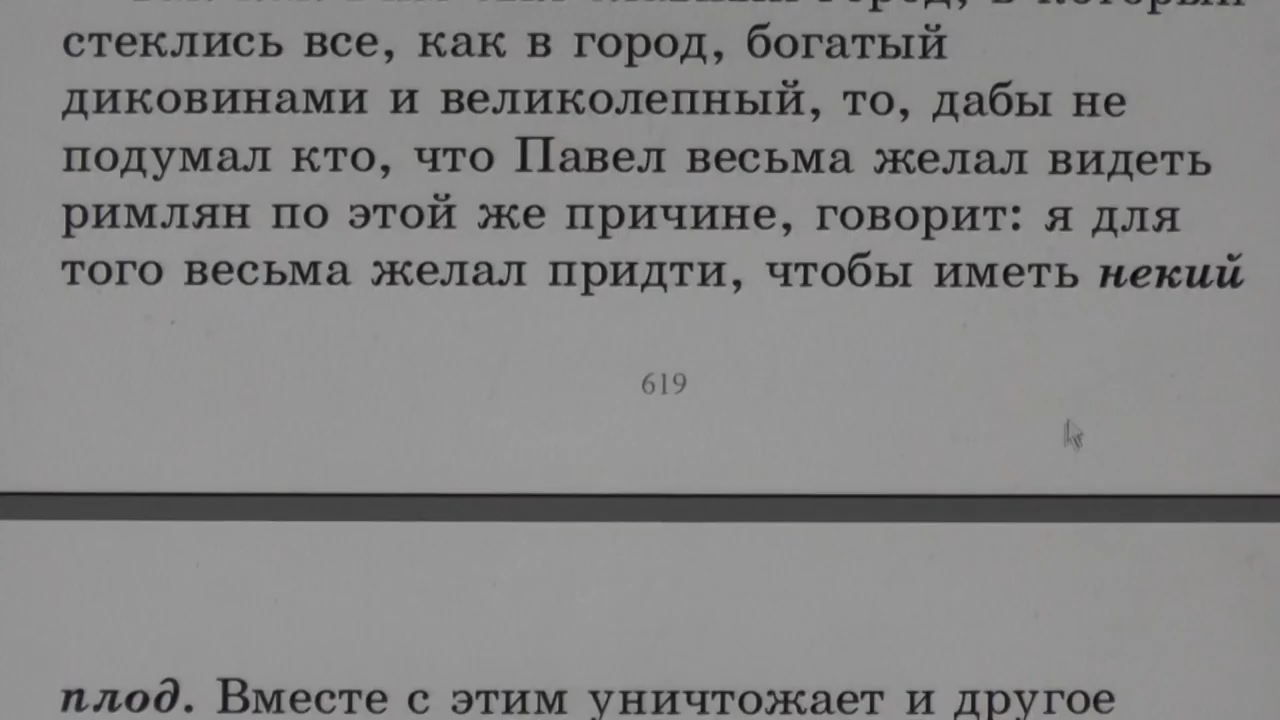 стеклись все, как в город, богатый
диковинами и великолепный, то, дабы не
подумал кто, что Павел весьма желал видеть
римлян по этой же причине, говорит: я для
того весьма желал придти, чтобы иметь некий
619
плод. Вместе с этим уничтожает и другое